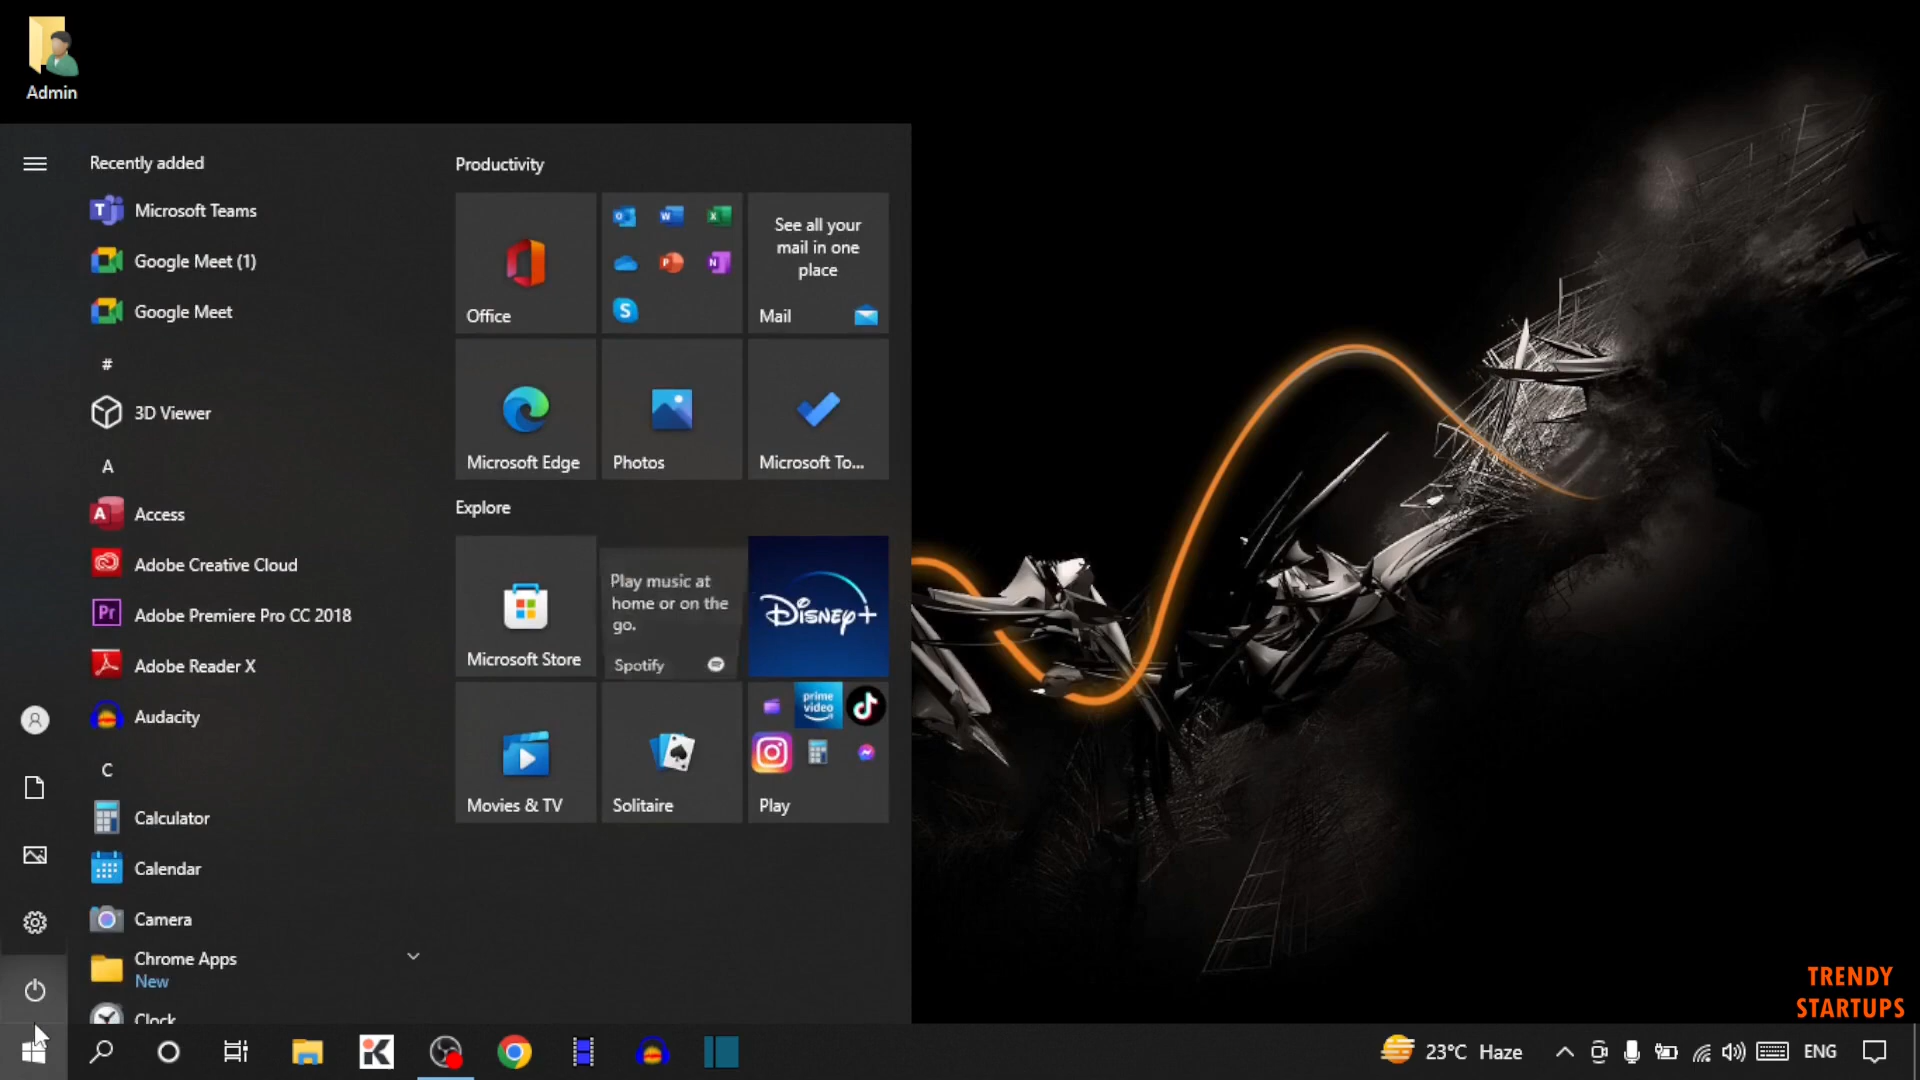 Admin
Recently added
Microsoft Teams
Google Meet (1)
Google Meet
#
3D Viewer
A
Access
Adobe Creative Cloud
Adobe Premiere Pro CC 2018
Adobe Reader X
Audacity
C
Calculator
Calendar
Camera
Chrome Apps
New
Clock
Productivity
Office
See all your
mail in one
place
Mail
Microsoft Edge
Photos
Microsoft To...
Explore
Microsoft Store
Play music at
home or on the
go.
Spotify
Disney+
Movies & TV
Solitaire
prime
video
Play
TRENDY
STARTUPS
23°C Haze
ENG